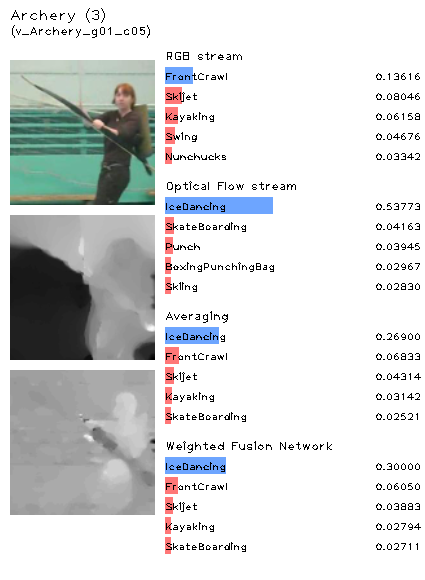 Archery (3)
(v_Archery_g01_c05)
RGB stream
FrontCrawl 0.13616
Skijet 0.08046
Kayaking 0.06158
Swing 0.04676
Nunchucks 0.03342
Optical Flow stream
IceDancing 0.53773
SkateBoarding 0.04163
Punch 0.03945
BoxingPunchingBag 0.02967
Skiing 0.02830
Averaging
IceDancing 0.26900
FrontCrawl 0.06833
Skijet 0.04314
Kayaking 0.03142
SkateBoarding 0.02521
Weighted Fusion Network
IceDancing 0.30000
FrontCrawl 0.06050
Skijet 0.03883
Kayaking 0.02794
SkateBoarding 0.02711